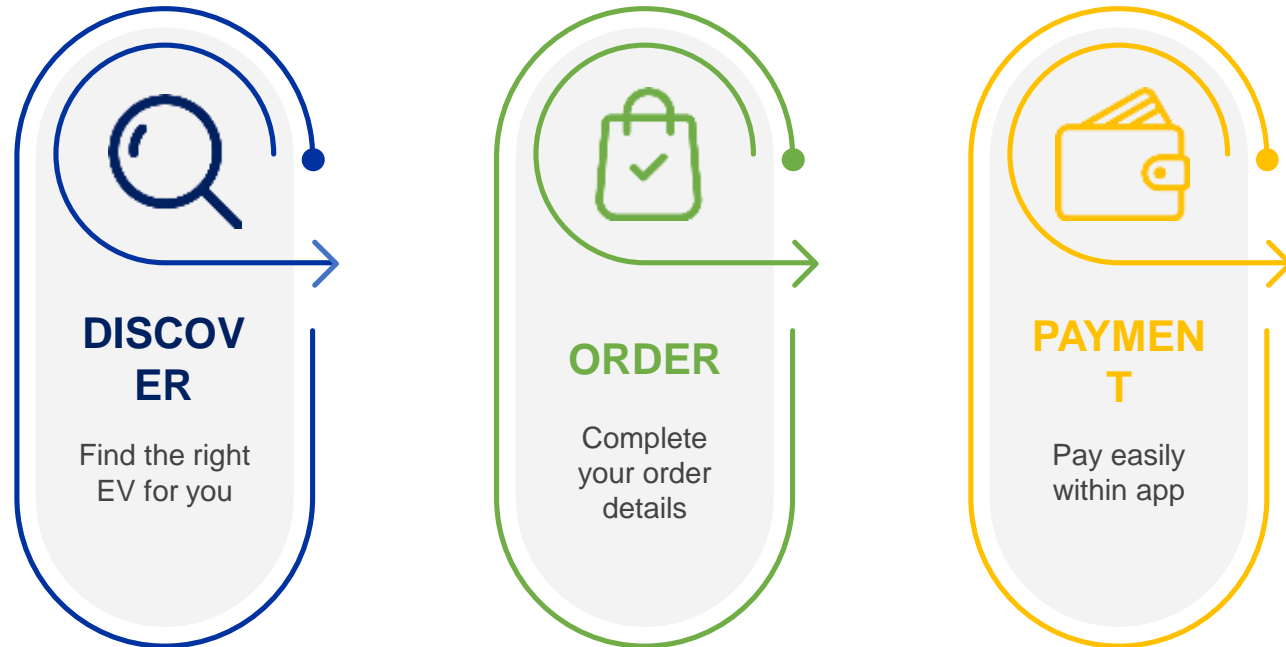 DISCOV
ER
Find the right
EV for you
ORDER
Complete
your order
details
PAYMEN
T
Pay easily
within app